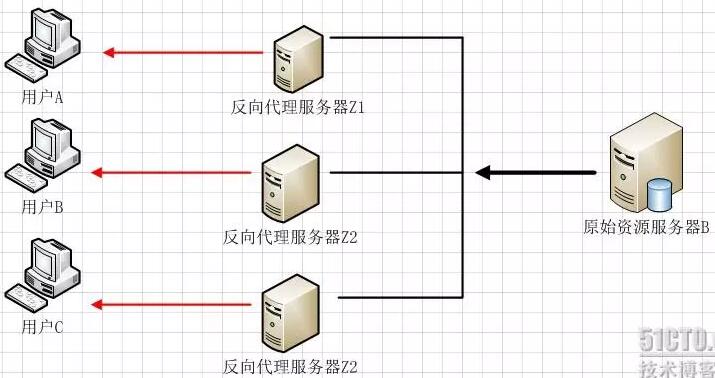 用户A
反向代理服务器Z1
用户B
反向代理服务器Z2
原始资源服务器B
用户C
反向代理服务器Z2
51CTO.
技术博客